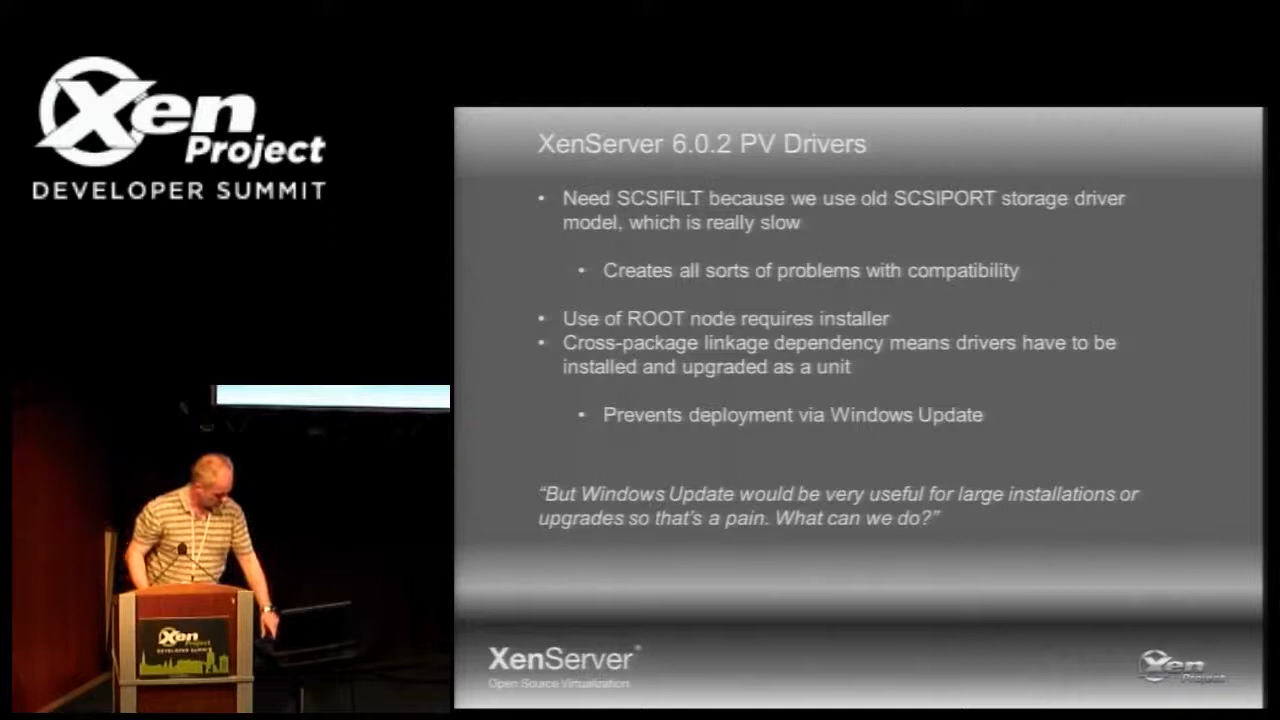 Xen
Project
DEVELOPER SUMMIT
XenServer 6.0.2 PV Drivers
• Need SCSIFILT because we use old SCSIPORT storage driver
model, which is really slow
• Creates all sorts of problems with compatibility
• Use of ROOT node requires installer
• Cross-package linkage dependency means drivers have to be
installed and upgraded as a unit
• Prevents deployment via Windows Update
“But Windows Update would be very useful for large installations or
upgrades so that’s a pain. What can we do?”
XenServer
Open Source Virtualization
Xen
Project
Xen
Project
DEVELOPER SUMMIT